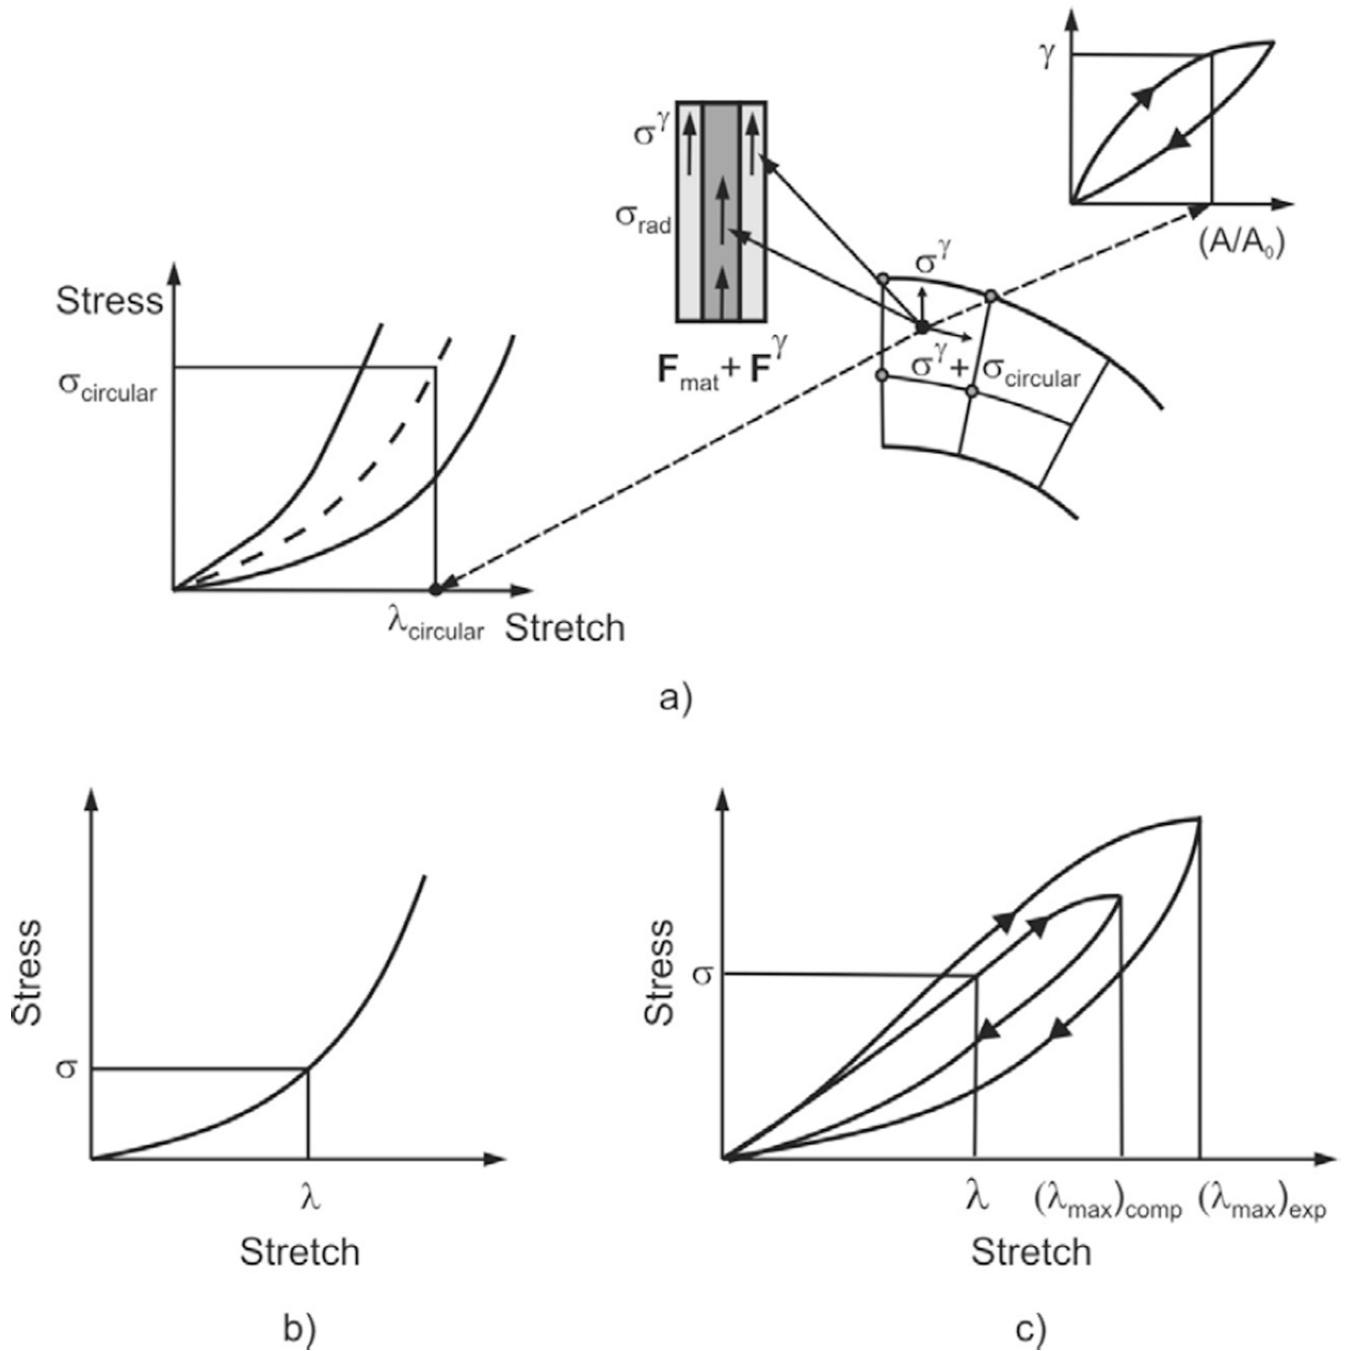 γ
(A/A₀)
σ^γ
σ_rad
F_mat + F^γ
σ^γ
σ^γ + σ_circular
Stress
σ_circular
λ_circular Stretch
a)
Stress
σ
λ
Stretch
b)
Stress
σ
λ (λ_max)_comp (λ_max)_exp
Stretch
c)